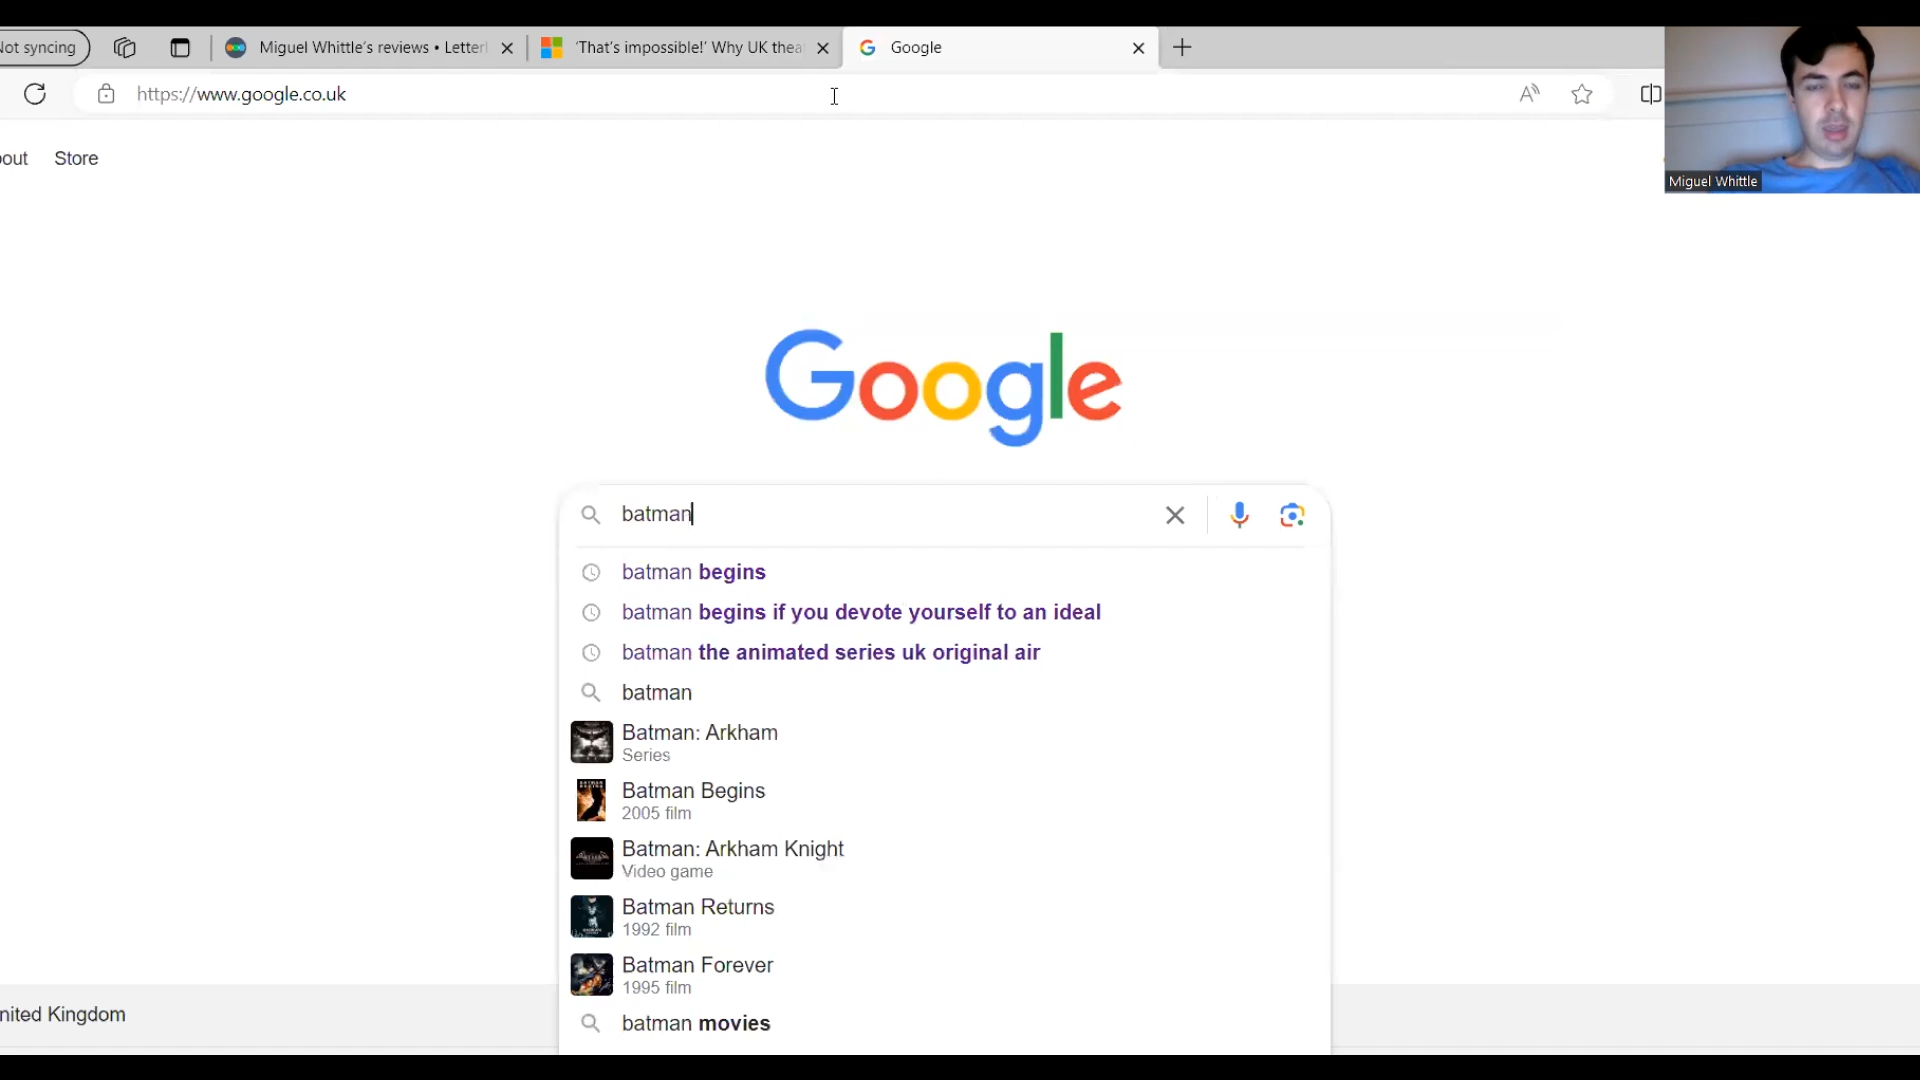 Not syncing
Miguel Whittle's reviews • Letter
'That's impossible!' Why UK thea
Google
https://www.google.co.uk
out
Store
Miguel Whittle
Google
batman
batman begins
batman begins if you devote yourself to an ideal
batman the animated series uk original air
batman
Batman: Arkham
Series
Batman Begins
2005 film
Batman: Arkham Knight
Video game
Batman Returns
1992 film
Batman Forever
1995 film
batman movies
nited Kingdom